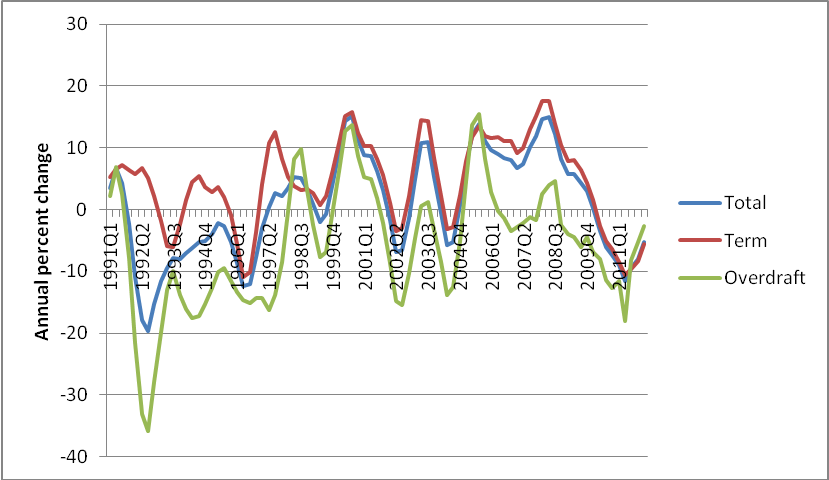 30
20
10
0
-10
-20
-30
-40
Annual percent change
1991Q1
1992Q2
1993Q3
1994Q4
1996Q1
1997Q2
1998Q3
1999Q4
2001Q1
2002Q2
2003Q3
2004Q4
2006Q1
2007Q2
2008Q3
2009Q4
2011Q1
Total
Term
Overdraft